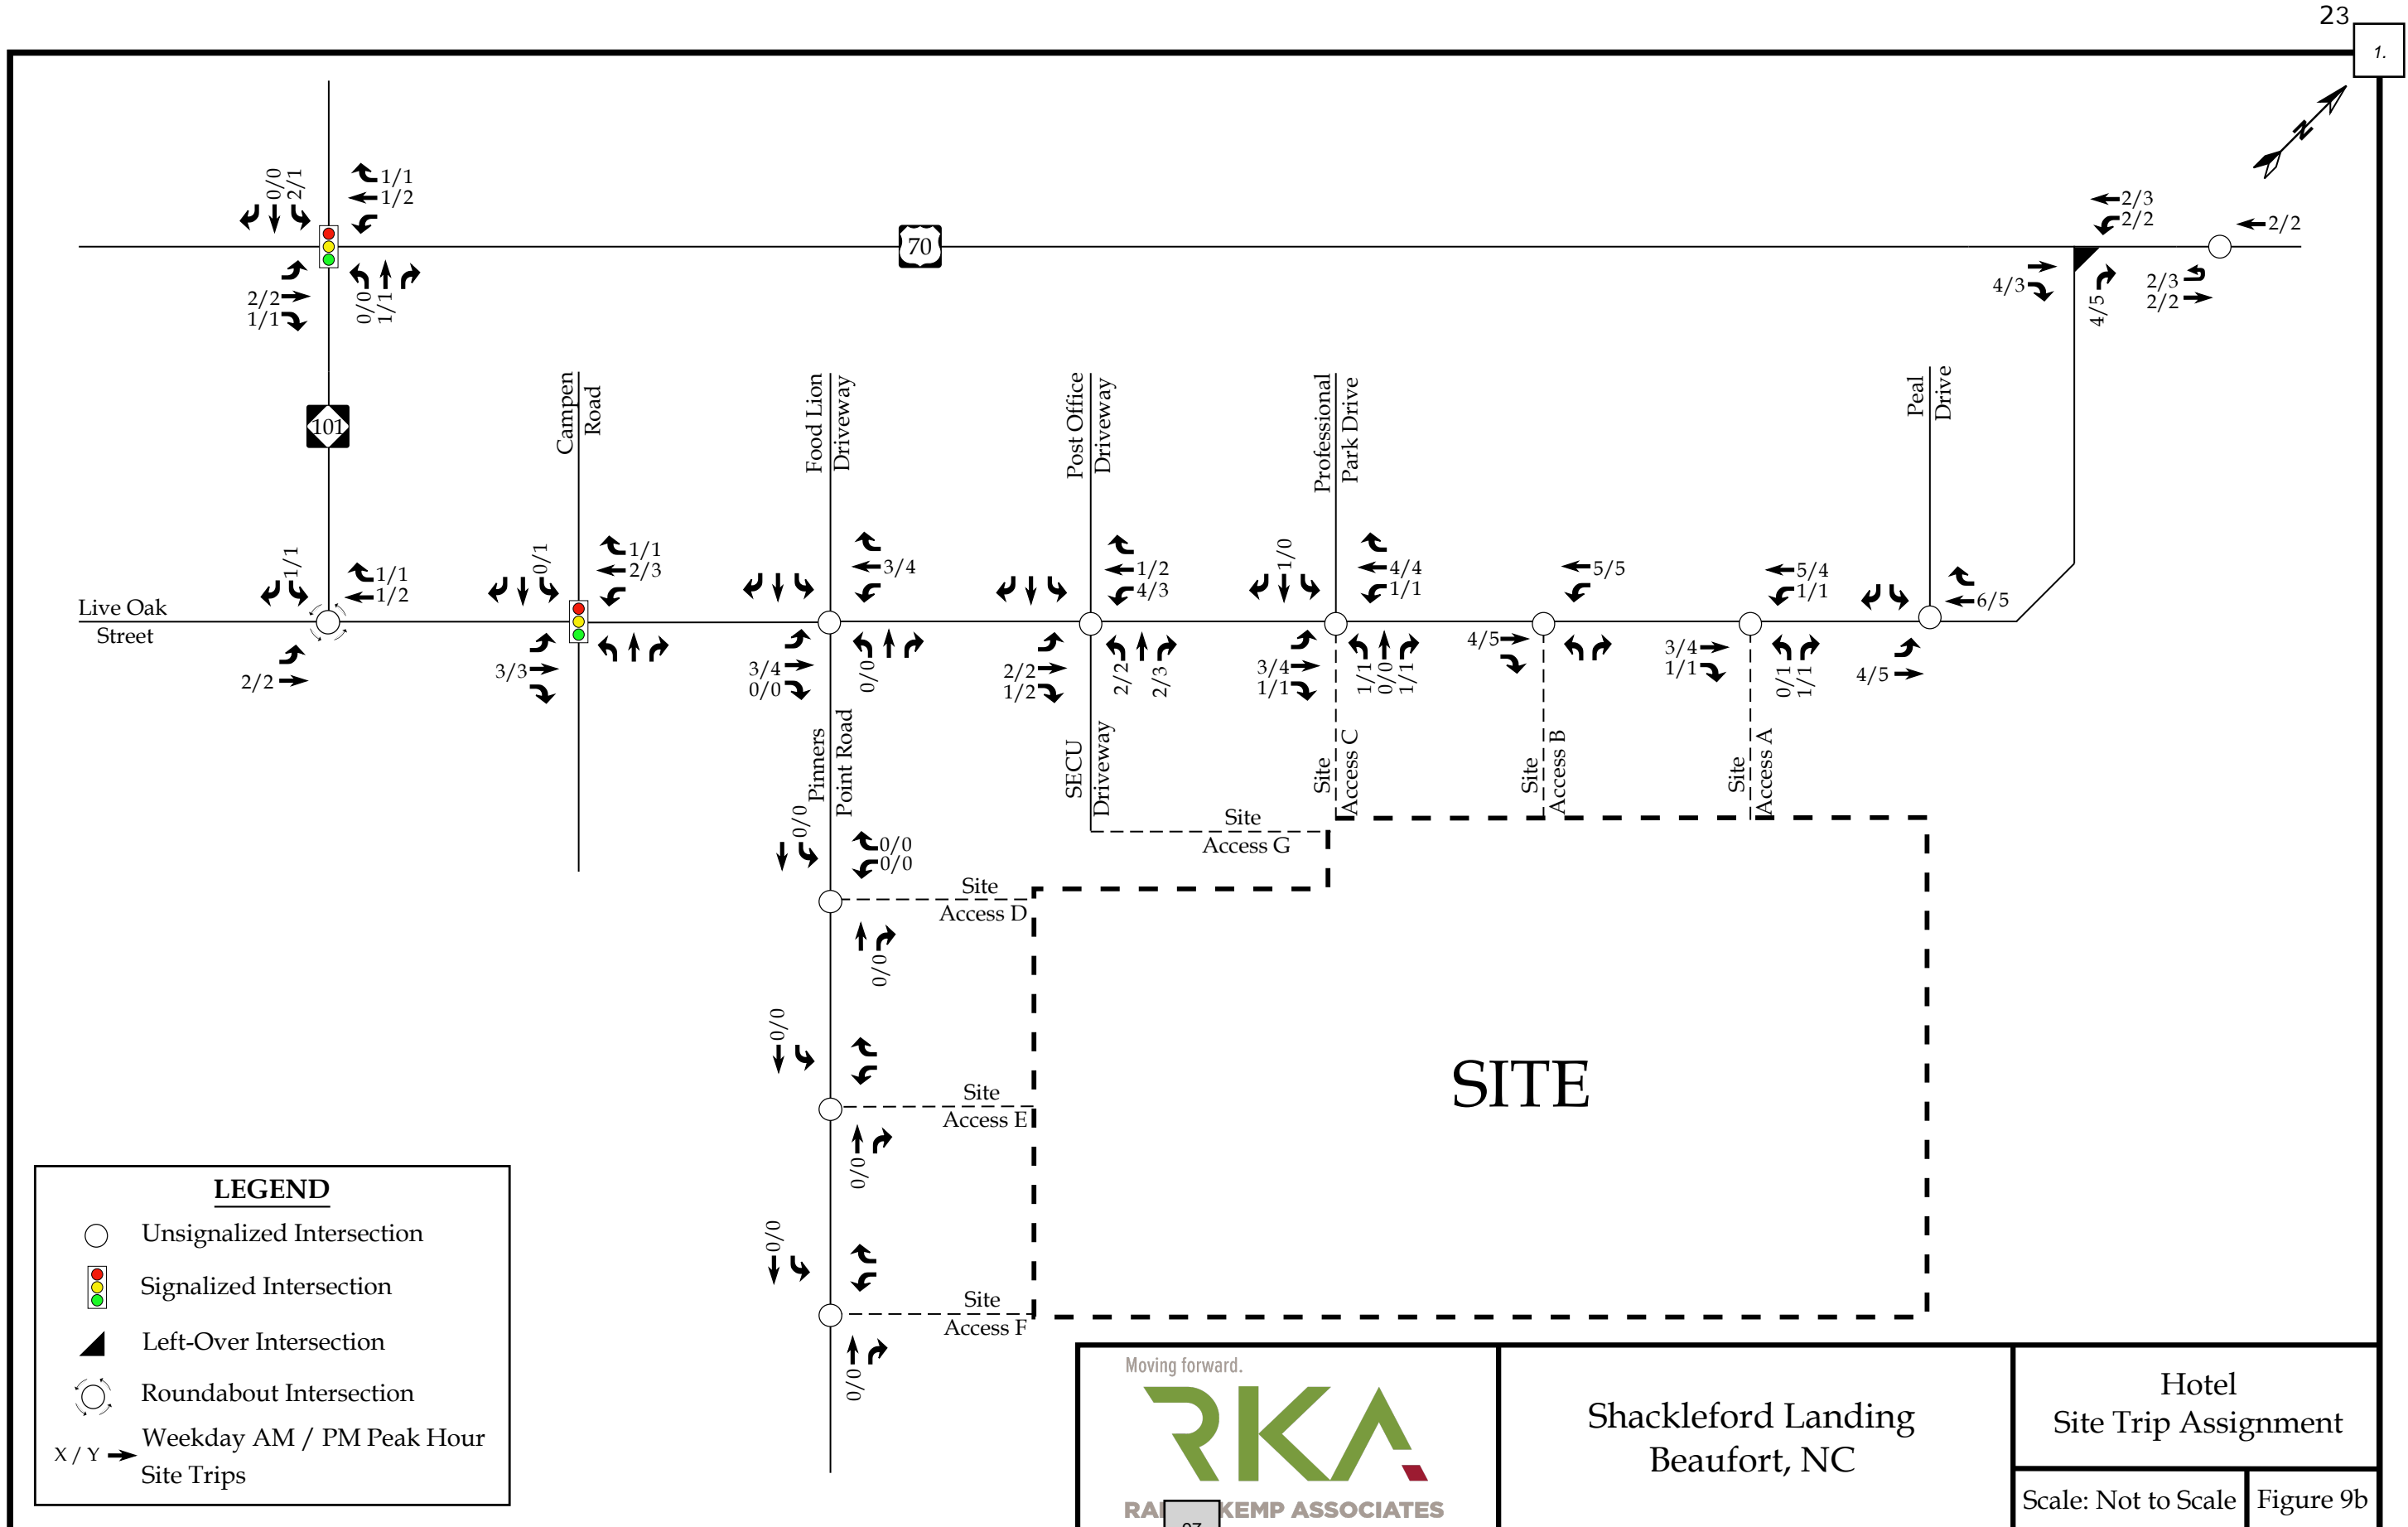 23
1.
N
0/0
2/1
1/1
1/2
2/2
1/1
0/0
1/1
70
2/3
2/2
2/2
4/3
4/5
2/3
2/2
101
Campen
Road
Food Lion
Driveway
Post Office
Driveway
Professional
Park Drive
Peal
Drive
Live Oak
Street
1/1
1/1
1/2
2/2
0/1
1/1
2/3
3/3
3/4
3/4
0/0
0/0
1/2
4/3
2/2
1/2
2/2
2/3
1/0
4/4
1/1
3/4
1/1
1/1
0/0
1/1
5/5
4/5
5/4
1/1
3/4
1/1
0/1
1/1
6/5
4/5
Pinners
Point Road
SECU
Driveway
Site
Access C
Site
Access B
Site
Access A
Site
Access G
0/0
0/0
0/0
Site
Access D
0/0
0/0
Site
Access E
0/0
0/0
Site
Access F
0/0
SITE
LEGEND
Unsignalized Intersection
Signalized Intersection
Left-Over Intersection
Roundabout Intersection
X / Y
Weekday AM / PM Peak Hour
Site Trips
Moving forward.
RKA
KEMP ASSOCIATES
Shackleford Landing
Beaufort, NC
Hotel
Site Trip Assignment
Scale: Not to Scale
Figure 9b